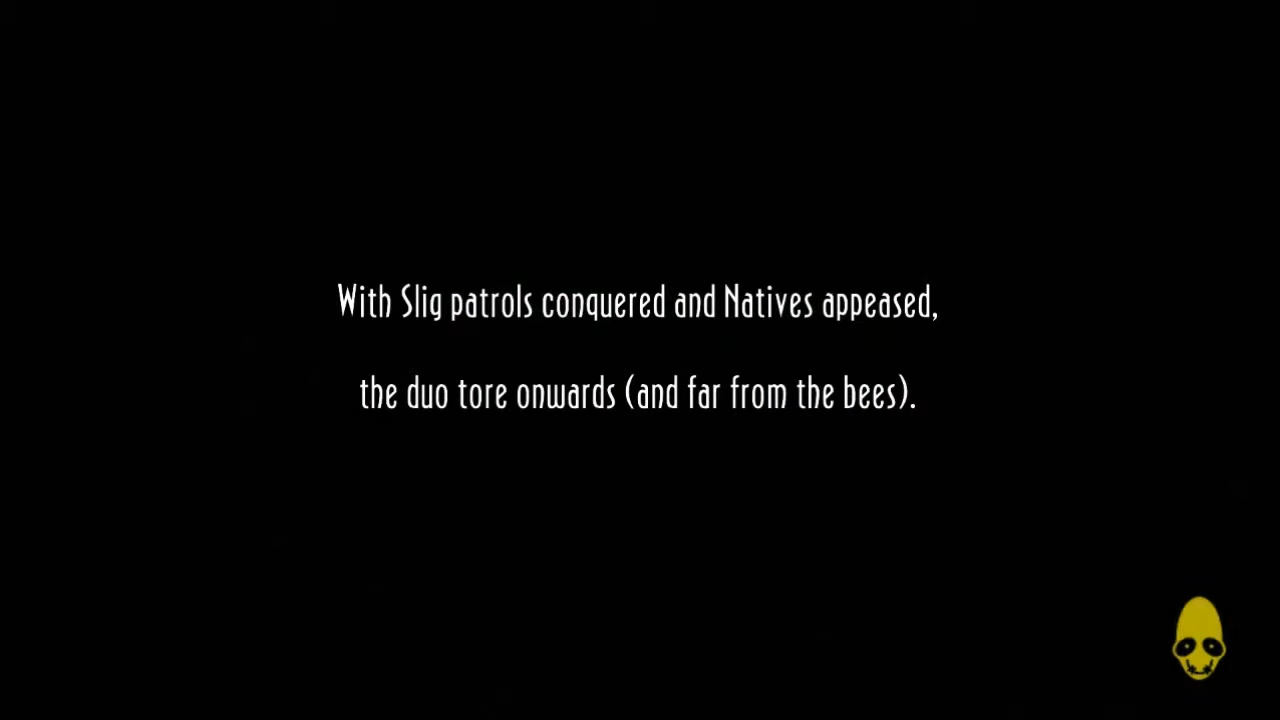 With Slig patrols conquered and Natives appeased,
the duo tore onwards (and far from the bees).